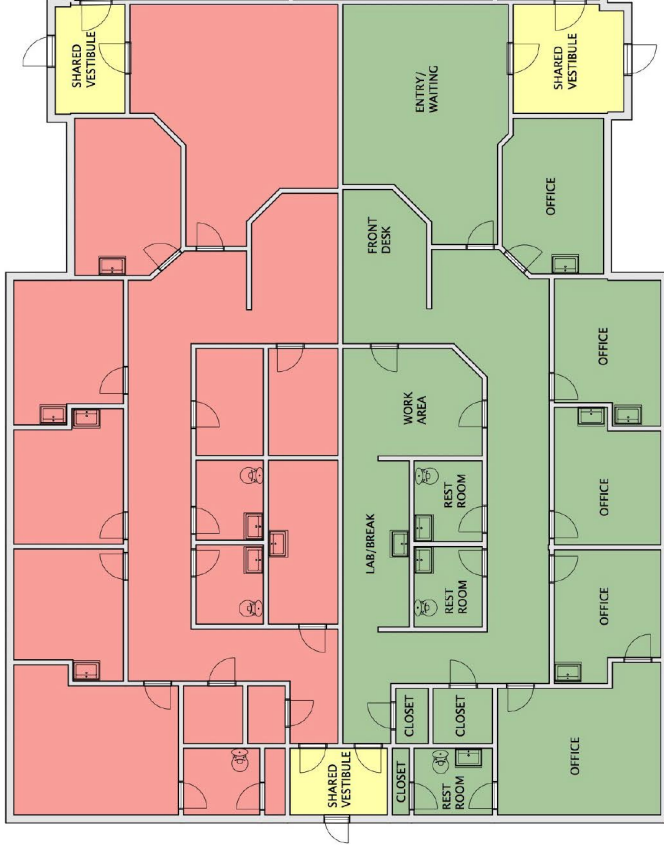 SHARED
VESTIBULE
ENTRY/
WAITING
SHARED
VESTIBULE
OFFICE
FRONT
DESK
OFFICE
WORK
AREA
OFFICE
REST
ROOM
LAB/BREAK
REST
ROOM
OFFICE
CLOSET
CLOSET
OFFICE
SHARED
VESTIBULE
CLOSET
REST
ROOM